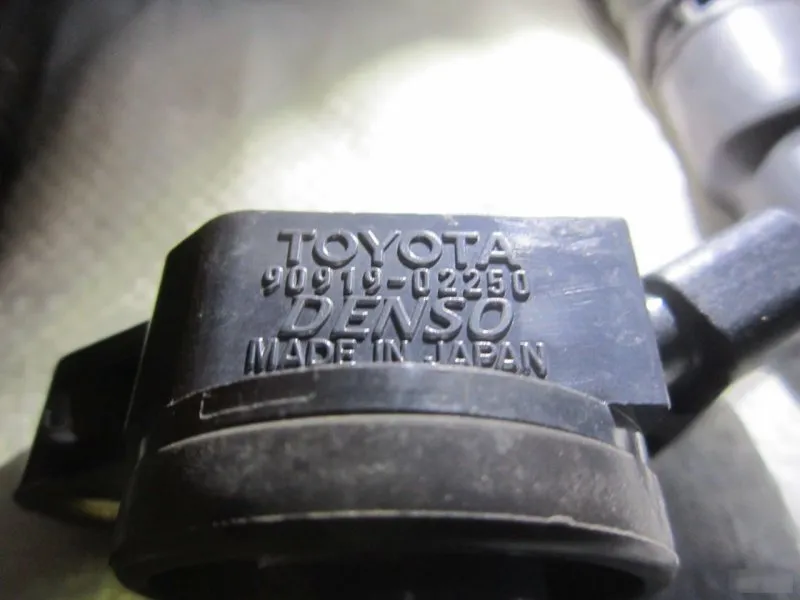 TOYOTA
90919-02250
DENSO
MADE IN JAPAN